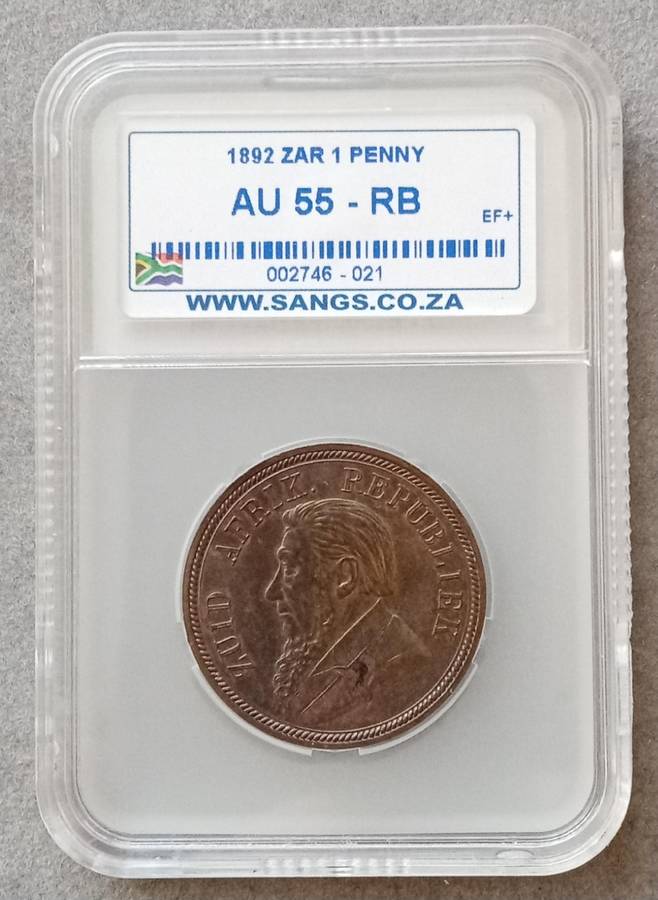 1892 ZAR 1 PENNY
AU 55 - RB
EF+
002746 - 021
WWW.SANGS.CO.ZA
ZUID AFRIK. REPUBLIEK